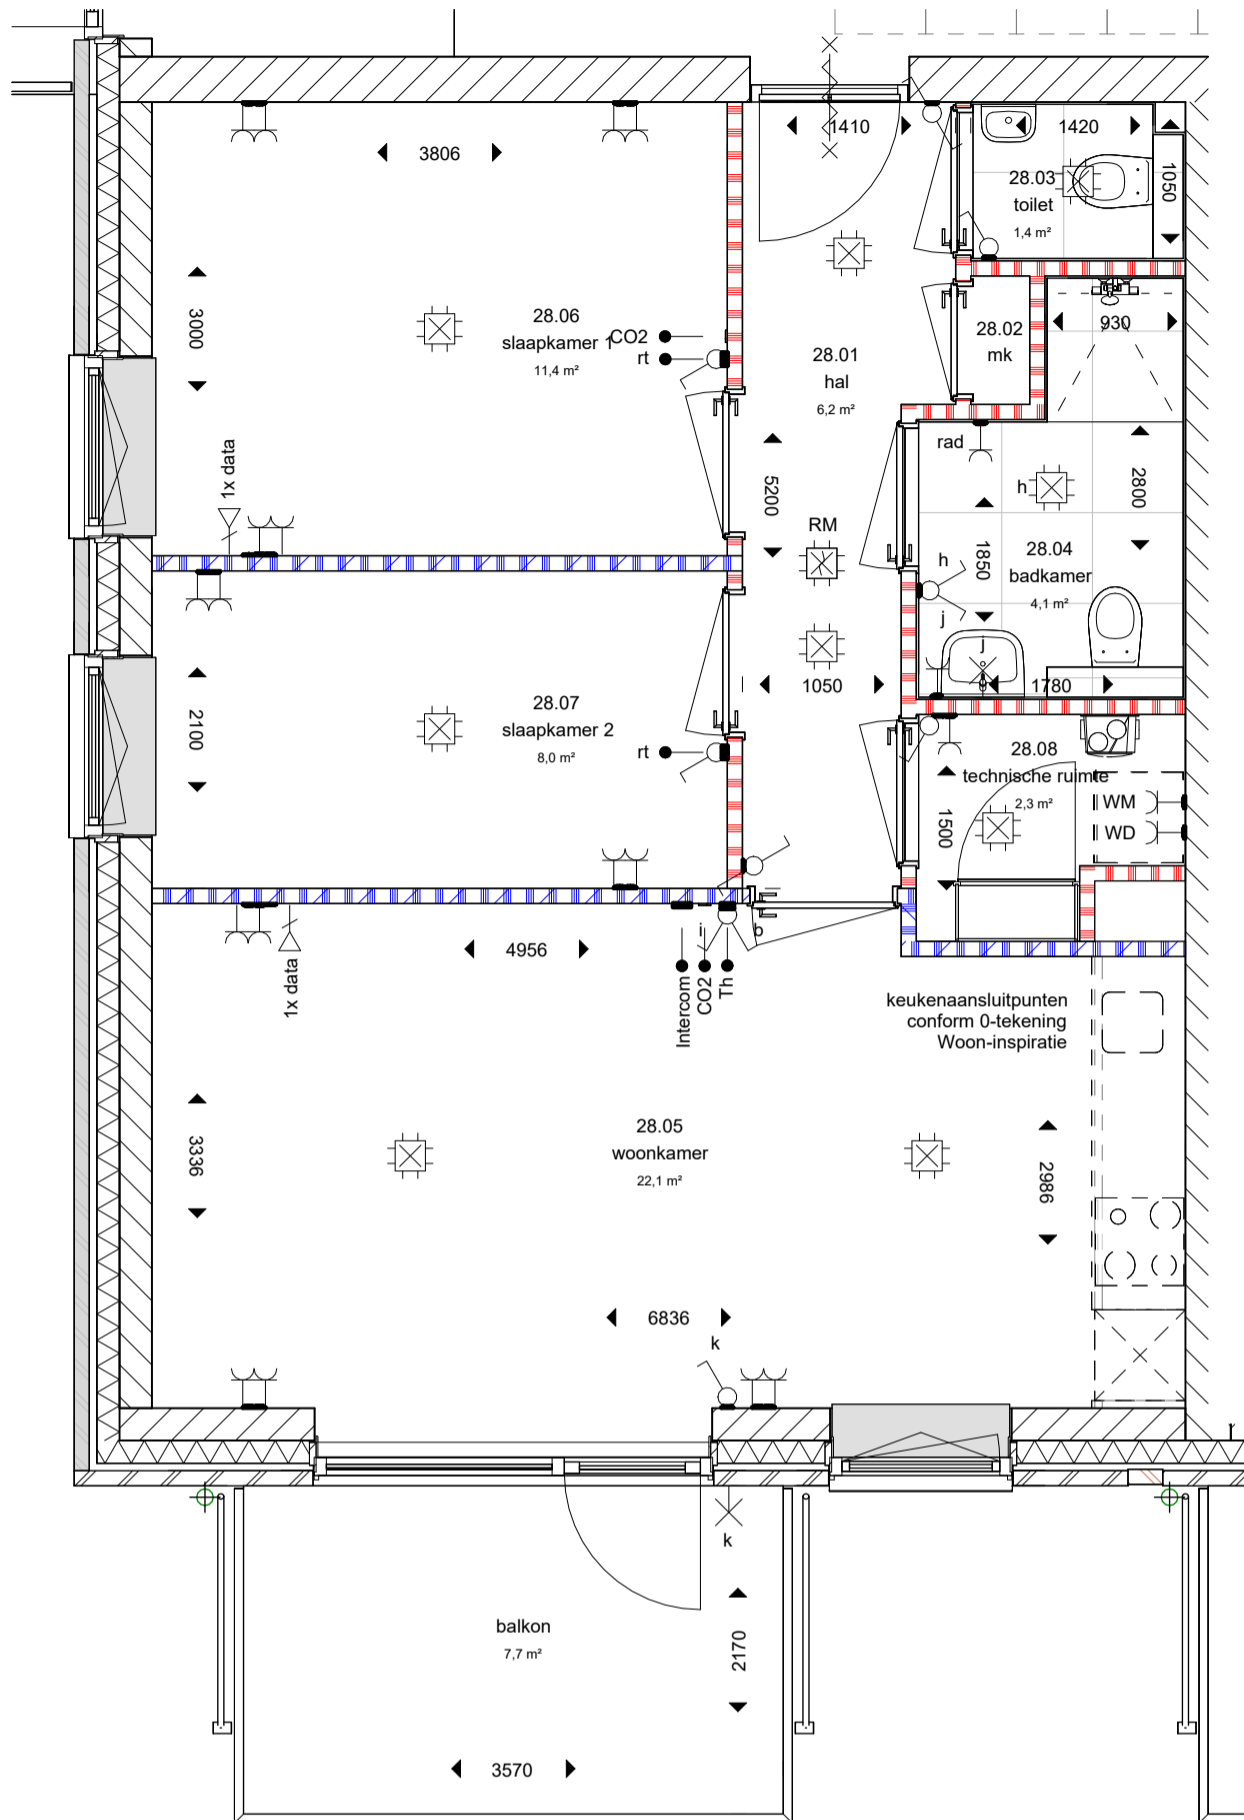 1410
1420
3806
1050
28.03
toilet
1,4 m²
3000
28.06
slaapkamer 1
11,4 m²
CO2
rt
28.01
hal
6,2 m²
28.02
mk
930
1x data
5200
rad
2800
h
RM
1850
28.04
badkamer
4,1 m²
h
j
j
2100
28.07
slaapkamer 2
8,0 m²
rt
1050
1780
28.08
technische ruimte
2,3 m²
1500
WM
WD
4956
i
b
1x data
Intercom
CO2
Th
keukenaansluitpunten
conform 0-tekening
Woon-inspiratie
3336
28.05
woonkamer
22,1 m²
2986
6836
k
k
balkon
7,7 m²
2170
3570